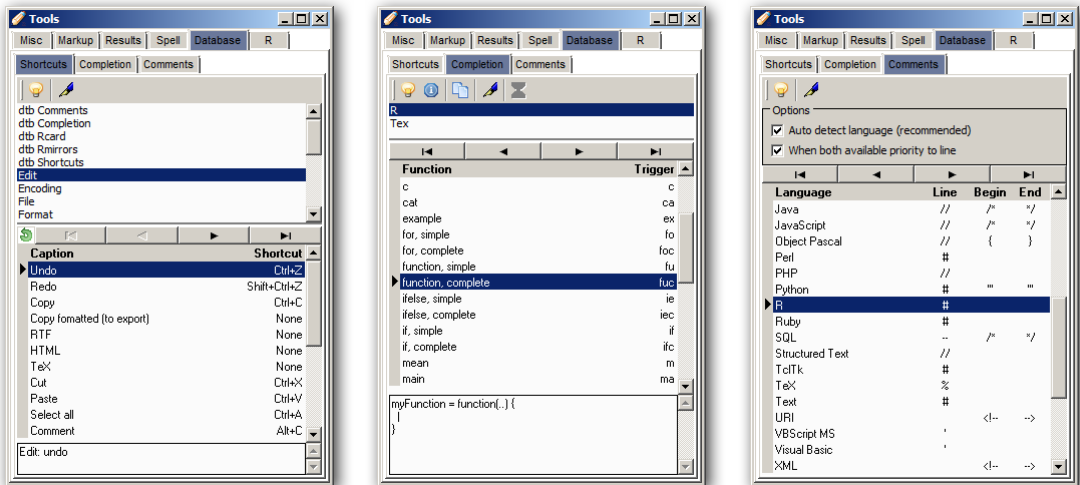 Tools
Misc Markup Results Spell Database R
Shortcuts Completion Comments
dtb Comments
dtb Completion
dtb Rcard
dtb Rmirrors
dtb Shortcuts
Edit
Encoding
File
Format
Caption Shortcut
Undo Ctrl+Z
Redo Shift+Ctrl+Z
Copy Ctrl+C
Copy fomatted (to export) None
RTF None
HTML None
TeX None
Cut Ctrl+X
Paste Ctrl+V
Select all Ctrl+A
Comment Alt+C
Edit: undo
Tools
Misc Markup Results Spell Database R
Shortcuts Completion Comments
R
Tex
Function Trigger
c c
cat ca
example ex
for, simple fo
for, complete foc
function, simple fu
function, complete fuc
ifelse, simple ie
ifelse, complete iec
if, simple if
if, complete ifc
mean m
main ma
myFunction = function(..) {
|
}
Tools
Misc Markup Results Spell Database R
Shortcuts Completion Comments
Options
Auto detect language (recommended)
When both available priority to line
Language Line Begin End
Java // /* */
JavaScript // /* */
Object Pascal // { }
Perl #
PHP //
Python # ''' '''
R #
Ruby #
SQL -- /* */
Structured Text //
TclTk #
TeX %
Text #
URI <!-- -->
VBScript MS '
Visual Basic '
XML <!-- -->